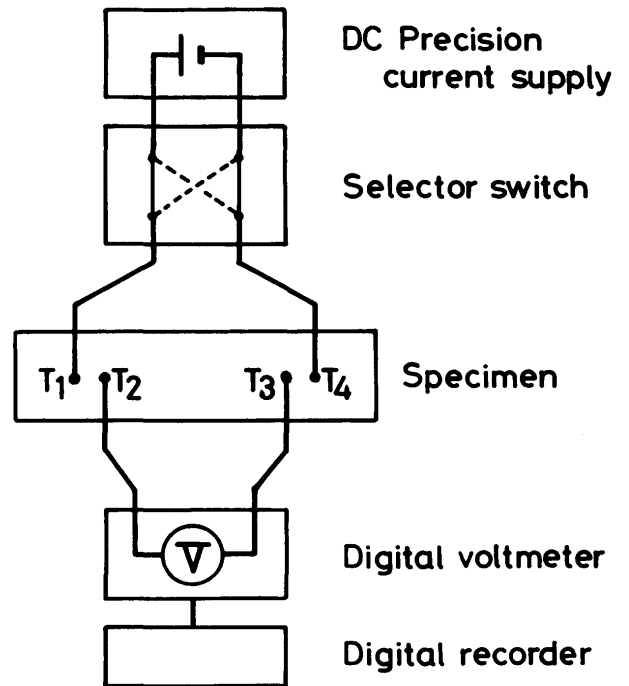 DC Precision
current supply
Selector switch
T1 T2 T3 T4 Specimen
V
Digital voltmeter
Digital recorder